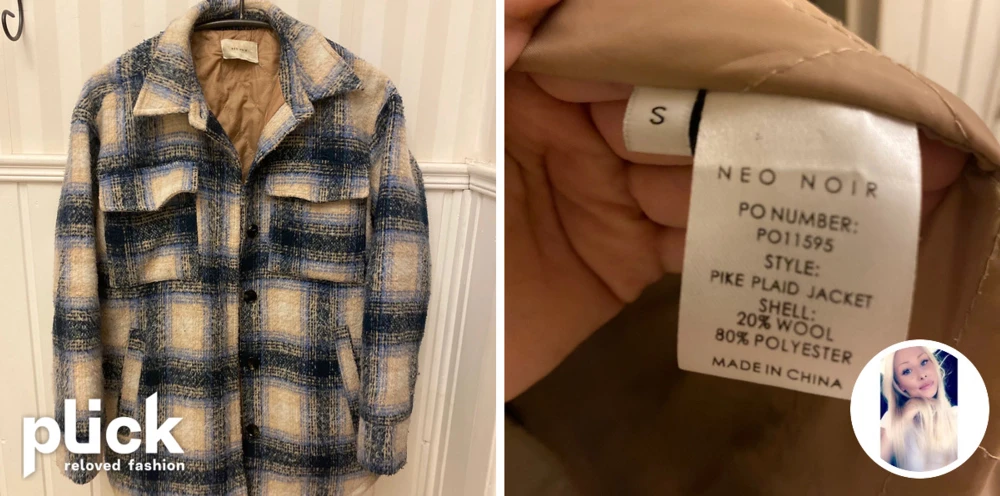 plück
reloved fashion
S
NEO NOIR
PO NUMBER:
PO11595
STYLE:
PIKE PLAID JACKET
SHELL:
20% WOOL
80% POLYESTER
MADE IN CHINA